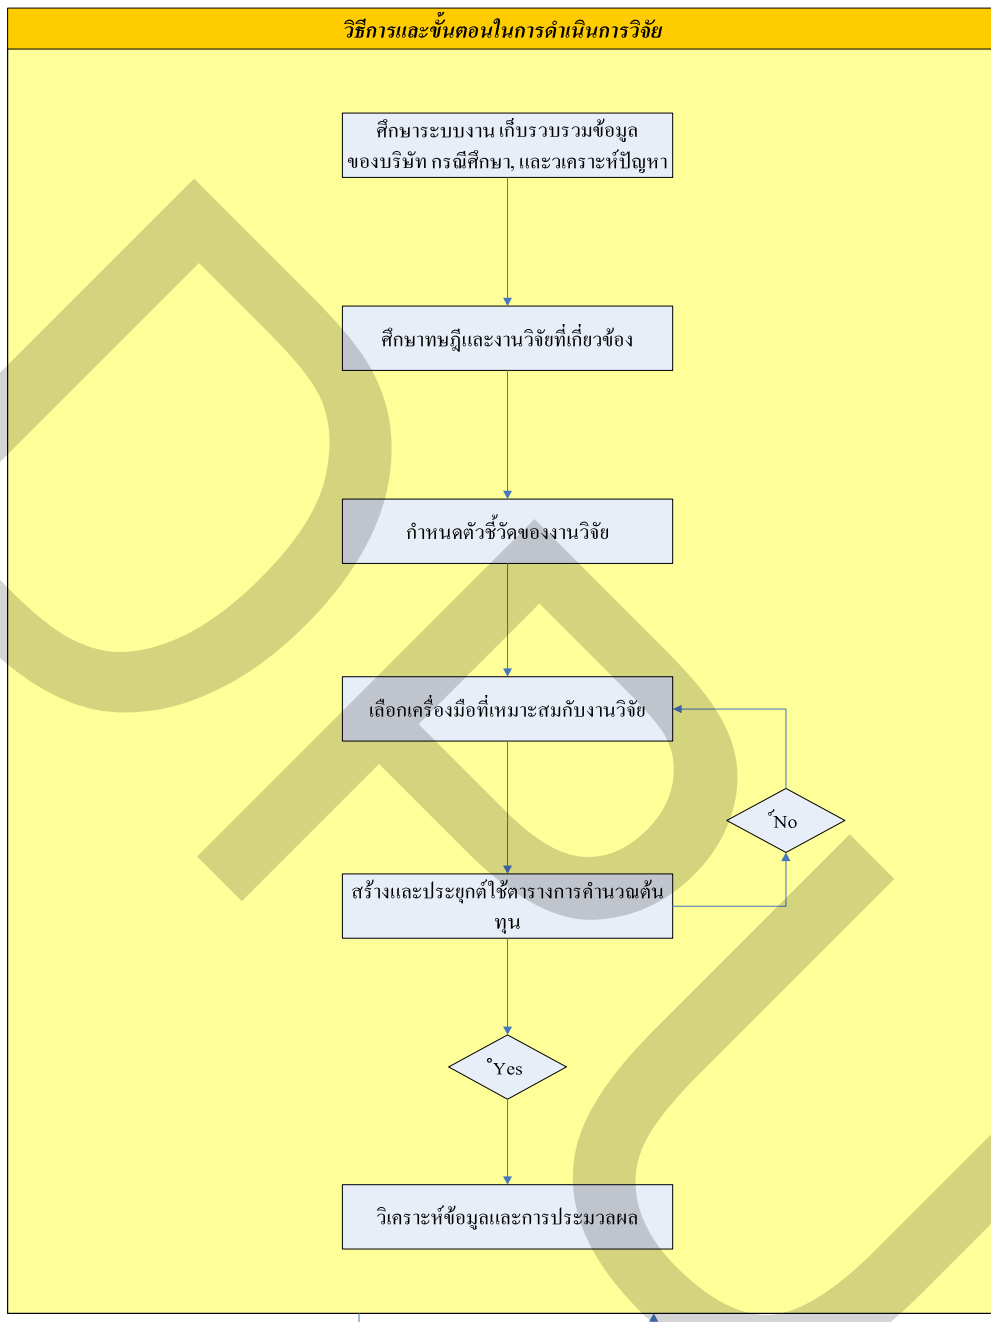 วิธีการและขั้นตอนในการดำเนินการวิจัย
ศึกษาระบบงาน เก็บรวบรวมข้อมูล
ของบริษัท กรณีศึกษา, และวเคราะห์ปัญหา
ศึกษาทษฎีและงานวิจัยที่เกี่ยวข้อง
กำหนดตัวชี้วัดของงานวิจัย
เลือกเครื่องมือที่เหมาะสมกับงานวิจัย
์No
สร้างและประยุกต์ใช้ตารางการคำนวณต้น
ทุน
ํYes
วิเคราะห์ข้อมูลและการประมวลผล
DPU